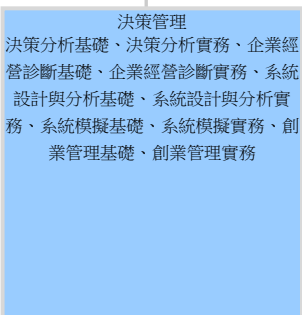 決策管理
決策分析基礎、決策分析實務、企業經
營診斷基礎、企業經營診斷實務、系統
設計與分析基礎、系統設計與分析實
務、系統模擬基礎、系統模擬實務、創
業管理基礎、創業管理實務